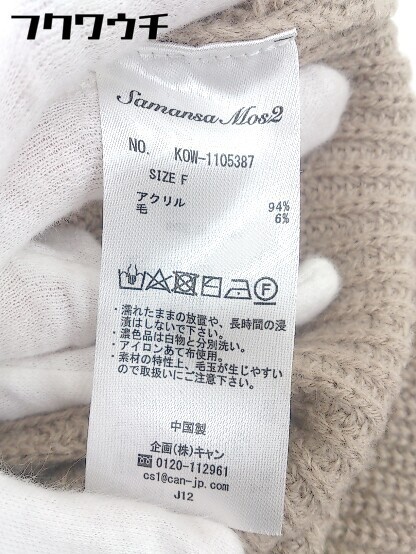 フクワウチ
Samansa Mos2
NO. KOW-1105387
SIZE F
アクリル 94%
毛 6%
F
・濡れたままの放置や、長時間の浸
漬はしないで下さい。
・濃色品は白物と分別洗い。
・アイロンあて布使用。
・素材の特性上、毛玉が生じやすい
ので取扱いにご注意下さい。
中国製
企画(株)キャン
0120-112961
cs1@can-jp.com
J12